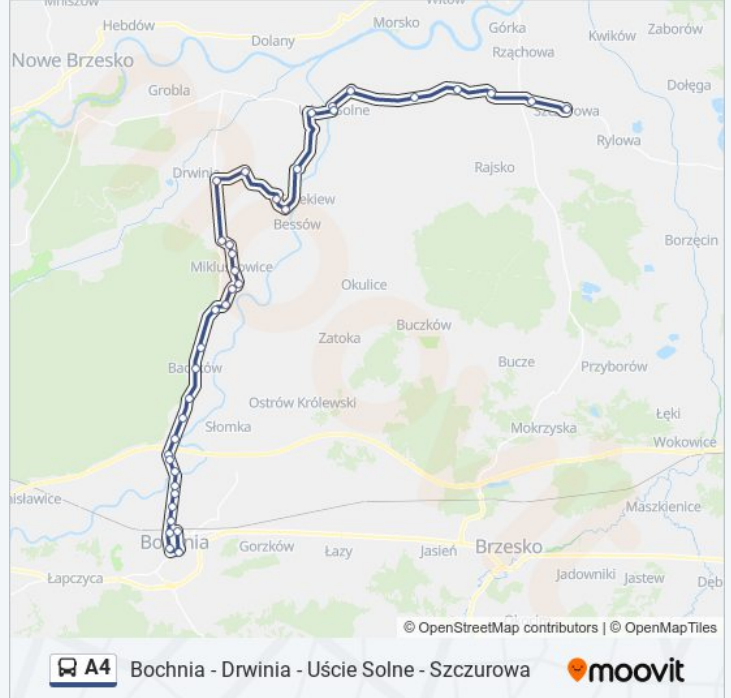 Hebdów
Morsko
Górka
Kwików
Zaborów
Dolany
Rząchowa
Nowe Brzesko
Grobla
Dołęga
Solne
Rylowa
Rajsko
Bessów
Borzęcin
Okulice
Buczków
Zatoka
Bucze
Przyborów
Ostrów Królewski
Łęki
Słomka
Mokrzyska
Wokowice
Maszkienice
Gorzków
Łazy
Jasień
Brzesko
Łapczyca
Jadowniki
Jastew
© OpenStreetMap contributors | © OpenMapTiles
A4 Bochnia - Drwinia - Uście Solne - Szczurowa
moovit